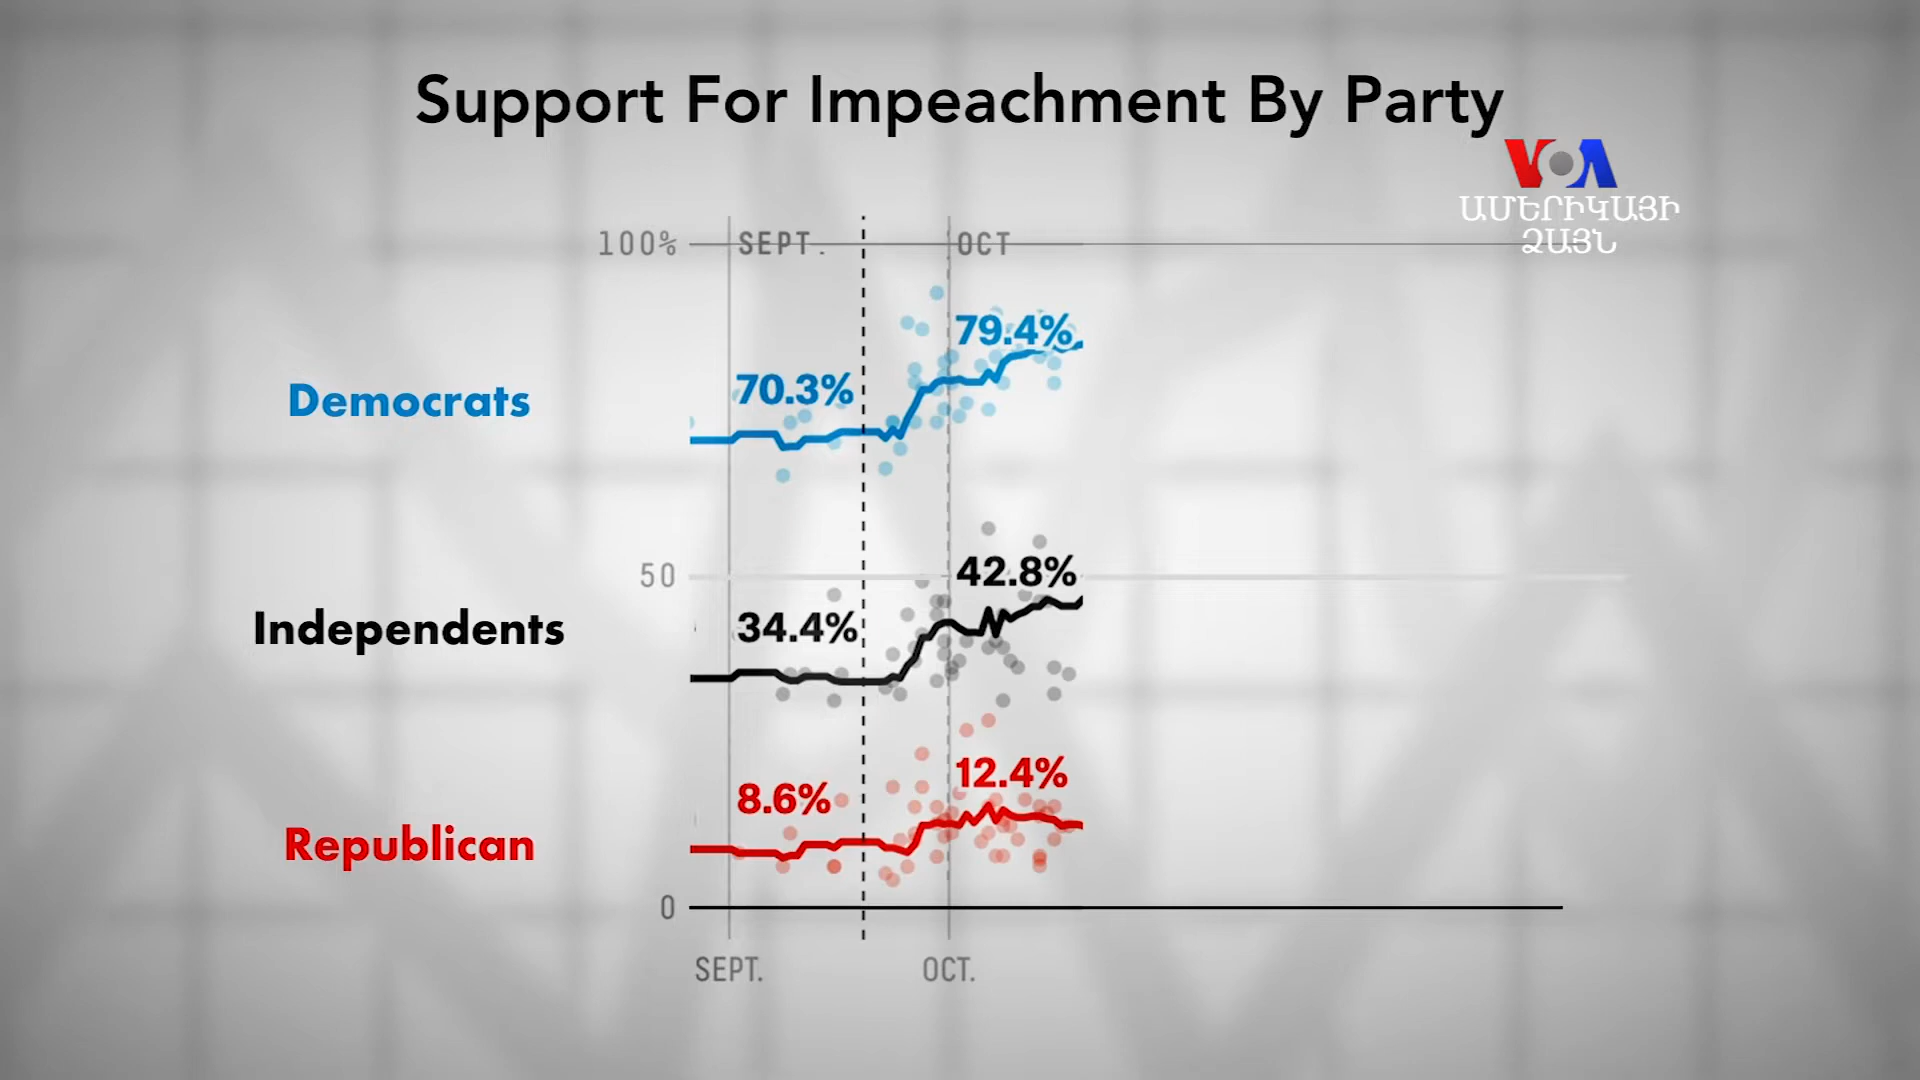 Support For Impeachment By Party
VOA
ԱՄԵՐԻԿԱՅԻ
ՁԱՅՆ
100%
SEPT.
OCT
79.4%
70.3%
Democrats
50
42.8%
34.4%
Independents
12.4%
8.6%
Republican
0
SEPT.
OCT.